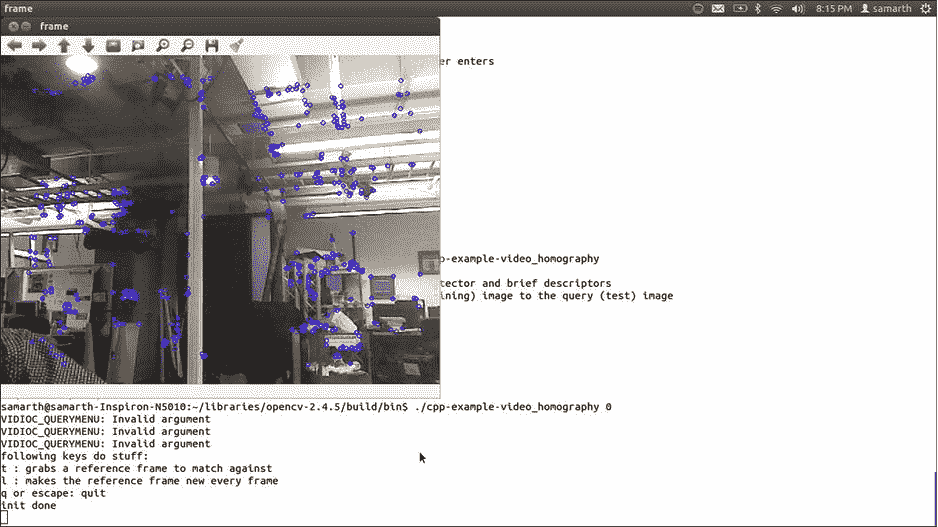 frame
8:15 PM samarth
frame
er enters
p-example-video_homography
tector and brief descriptors
ning) image to the query (test) image
samarth@samarth-Inspiron-N5010:~/libraries/opencv-2.4.5/build/bin$ ./cpp-example-video_homography 0
VIDIOC_QUERYMENU: Invalid argument
VIDIOC_QUERYMENU: Invalid argument
VIDIOC_QUERYMENU: Invalid argument
following keys do stuff:
t : grabs a reference frame to match against
l : makes the reference frame new every frame
q or escape: quit
init done